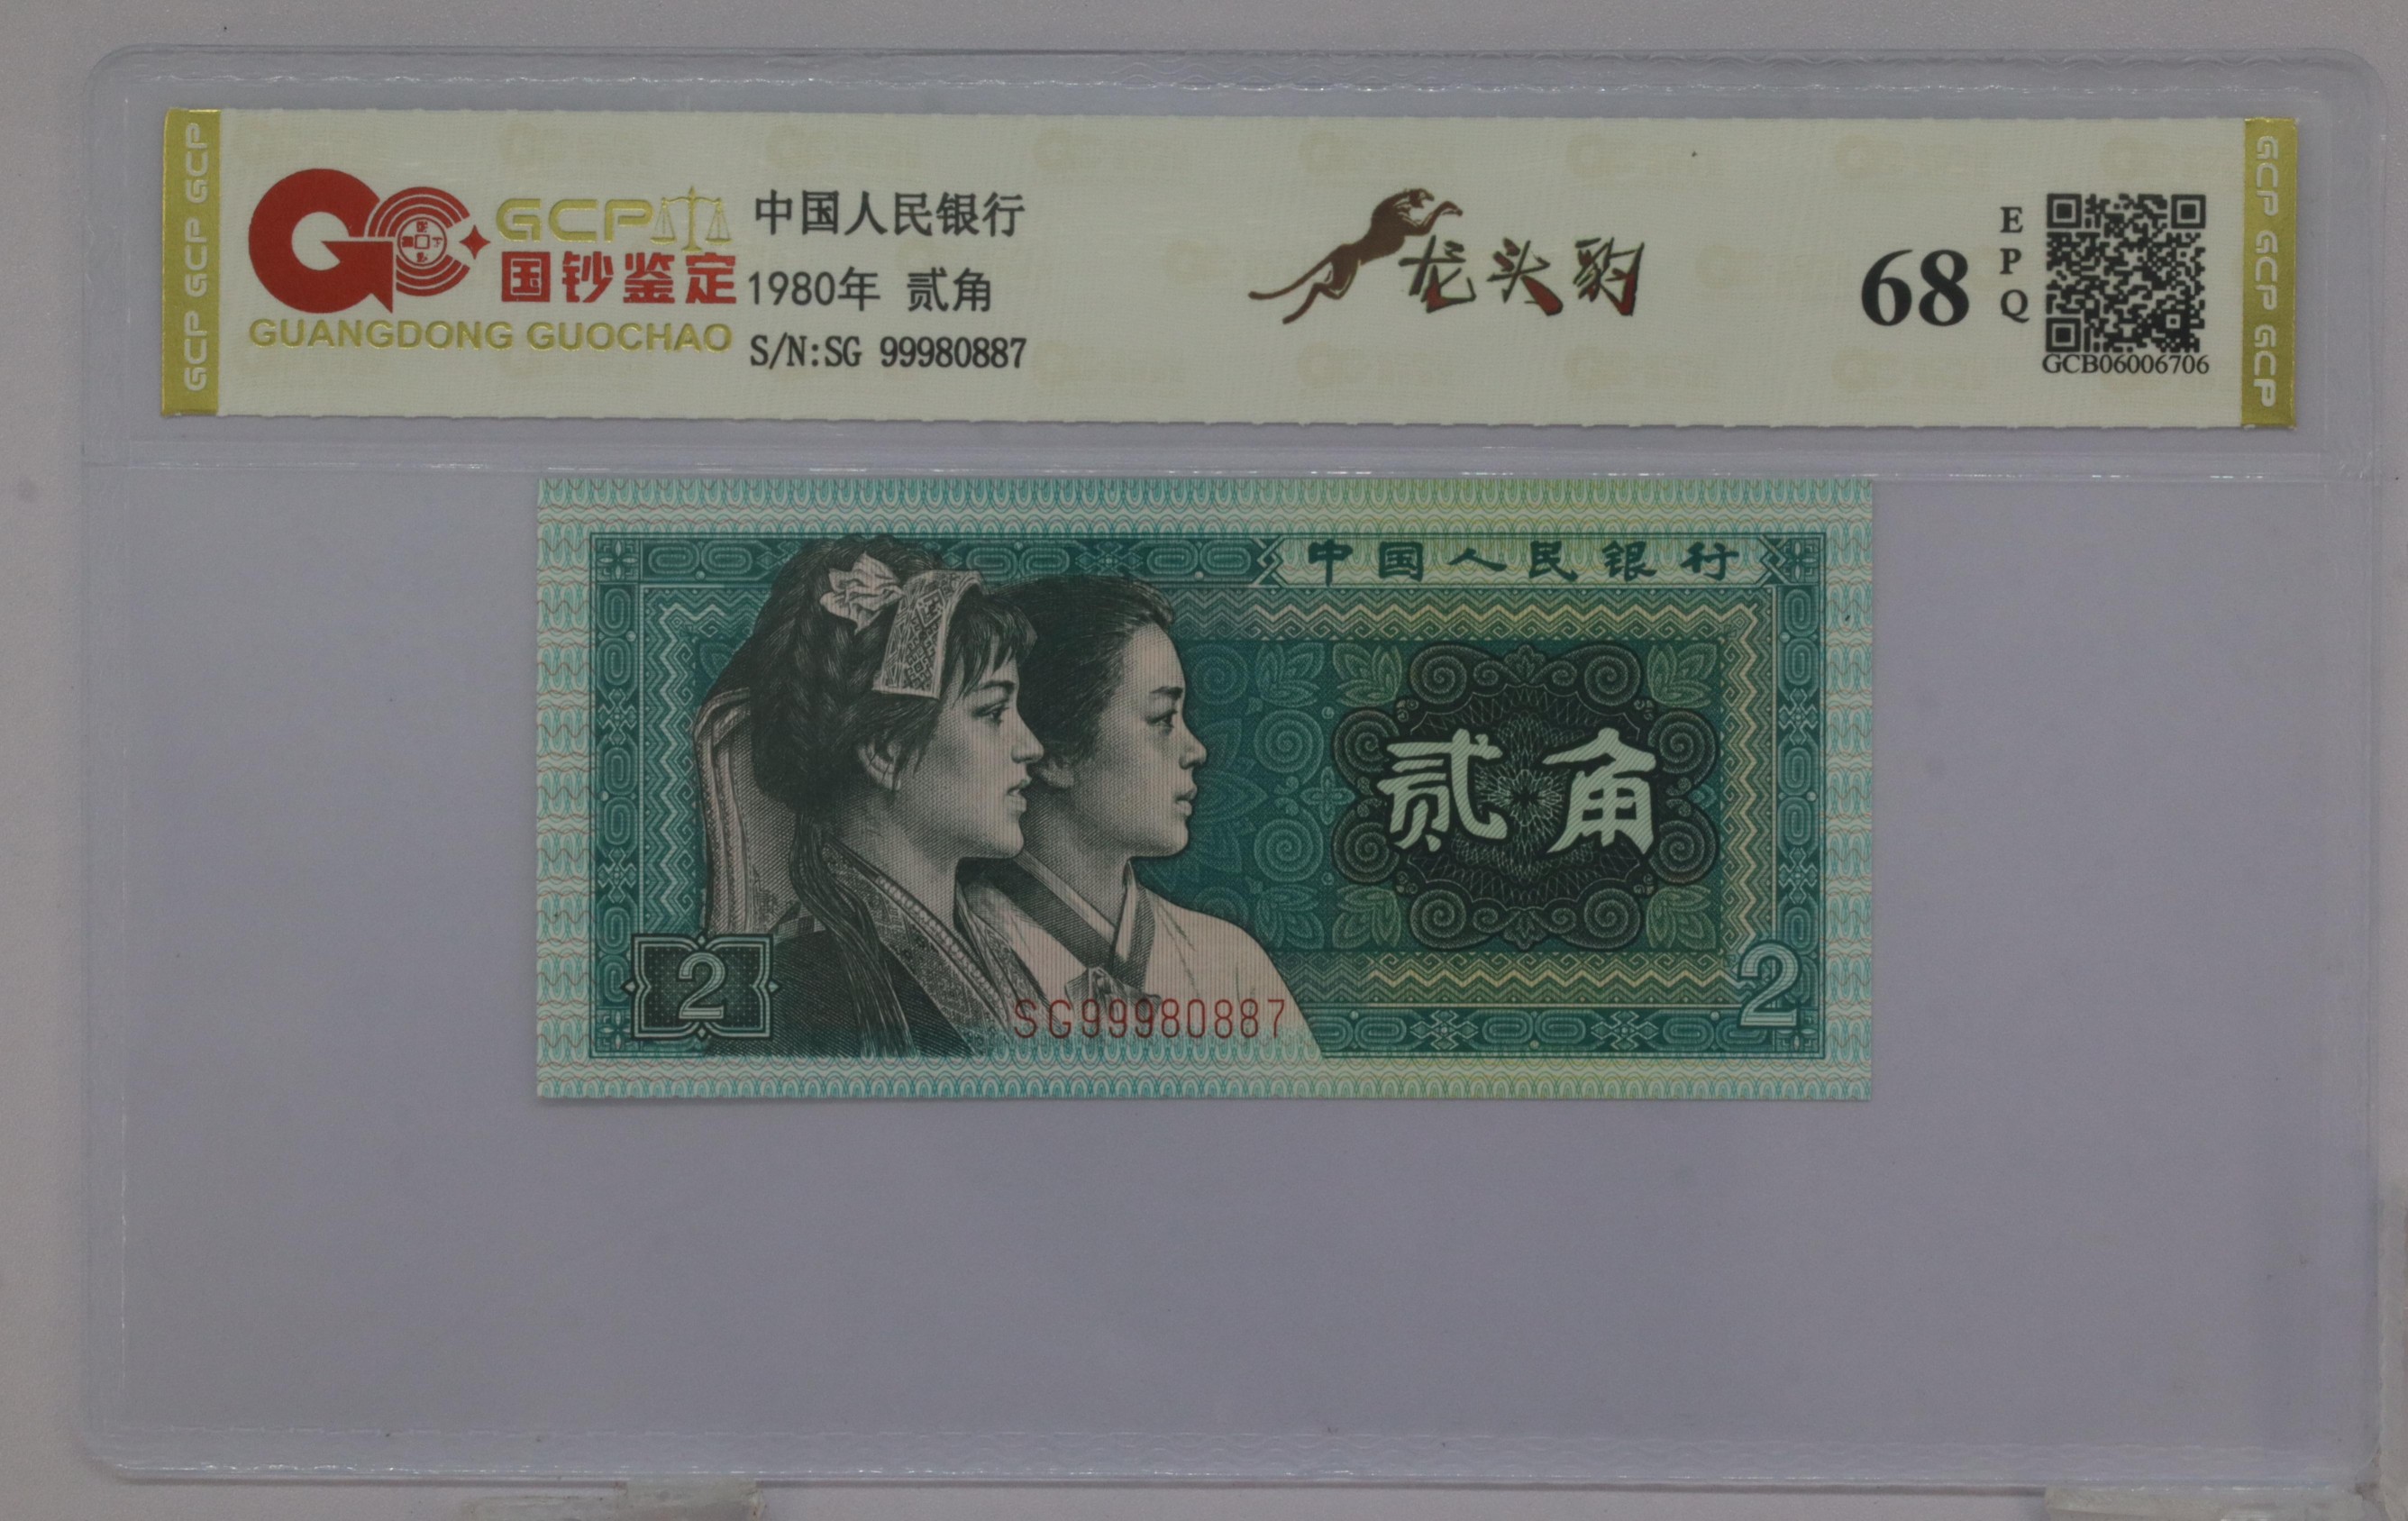 GCP GCP GCP
GCP
国钞鉴定
GUANGDONG GUOCHAO
中国人民银行
1980年 贰角
S/N:SG 99980887
龙头豹
68
EPQ
GCB06006706
GCP GCP GCP
中国人民银行
贰角
2
SG99980887
2